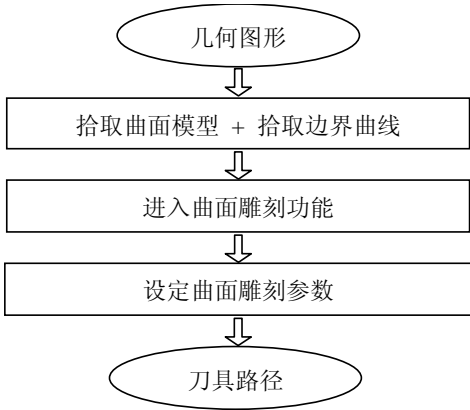 几何图形
拾取曲面模型 + 拾取边界曲线
进入曲面雕刻功能
设定曲面雕刻参数
刀具路径